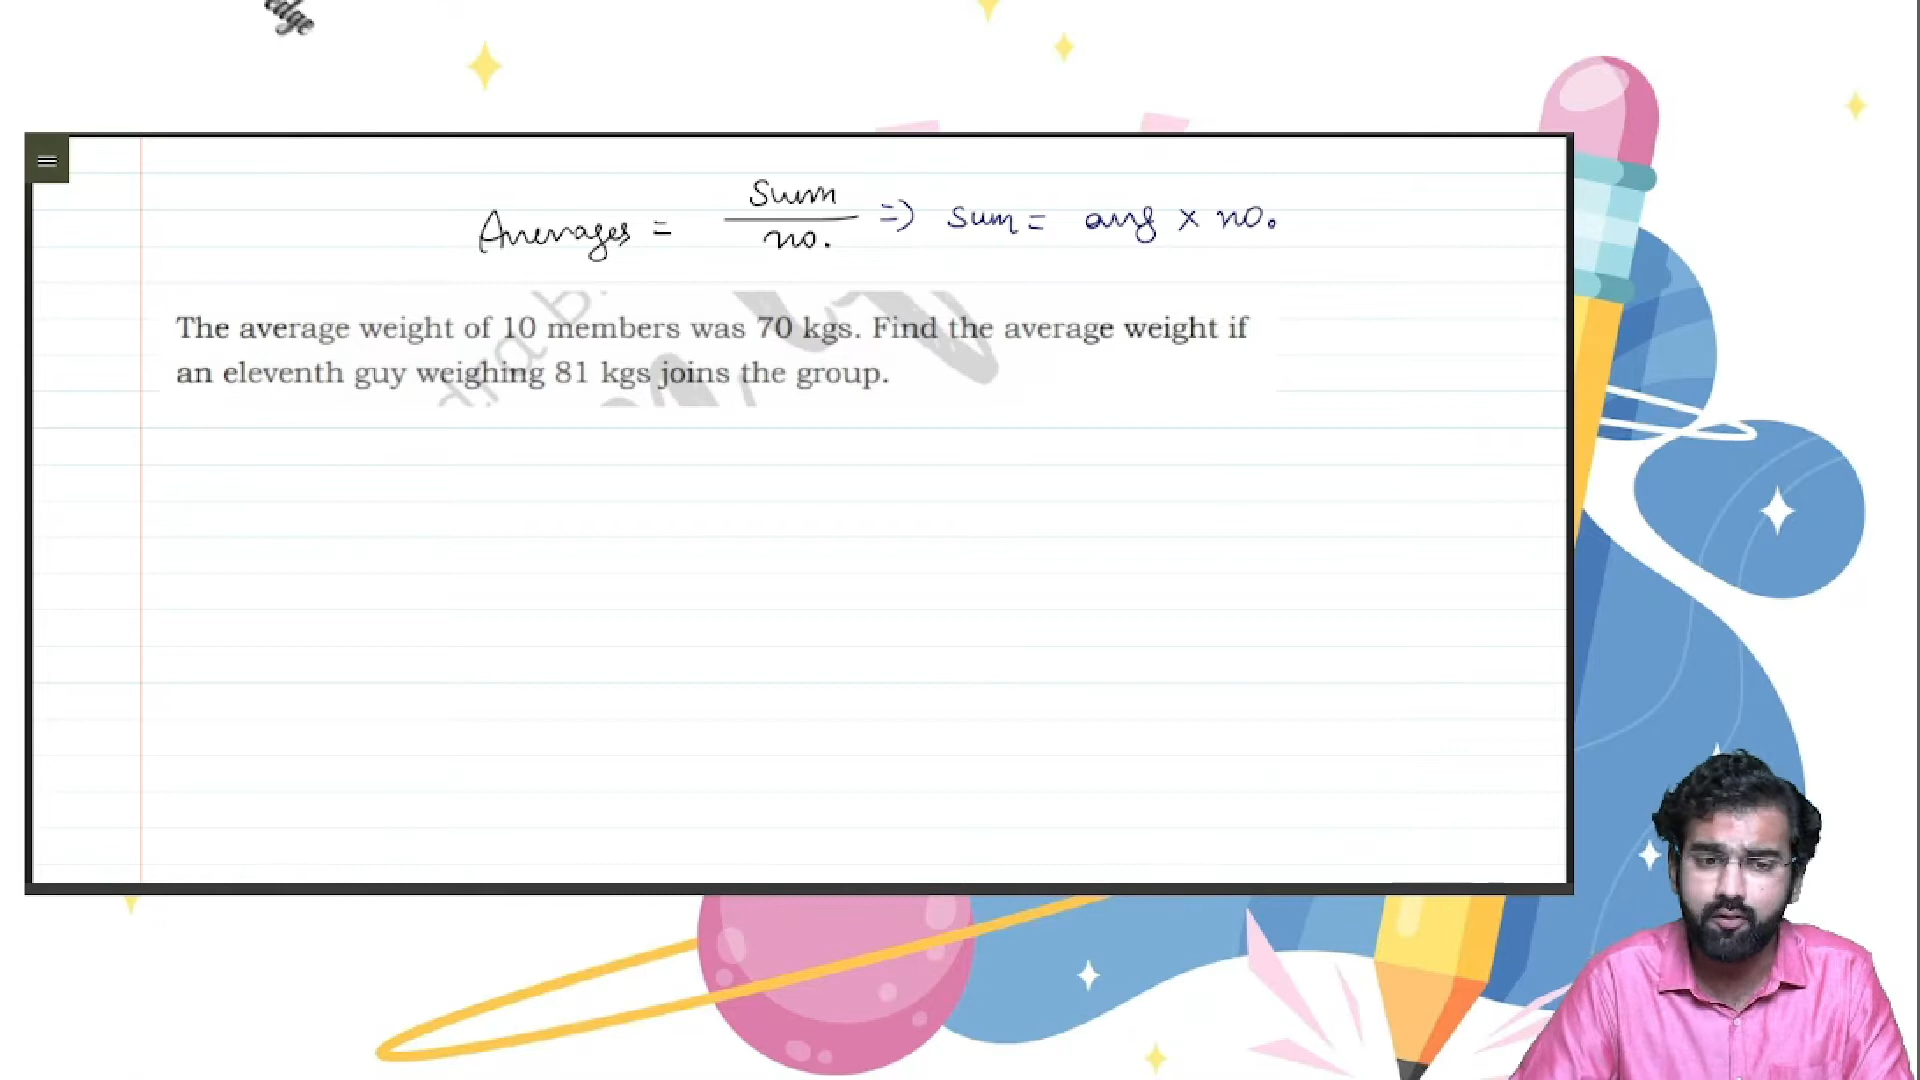 edge
Averages = Sum / no. => Sum = avg × no.
The average weight of 10 members was 70 kgs. Find the average weight if
an eleventh guy weighing 81 kgs joins the group.